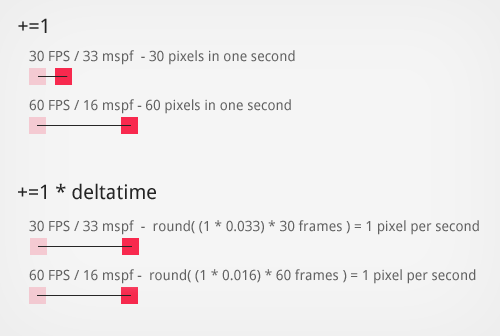 +=1
30 FPS / 33 mspf  - 30 pixels in one second
60 FPS / 16 mspf - 60 pixels in one second
+=1 * deltatime
30 FPS / 33 mspf  -  round( (1 * 0.033) * 30 frames ) = 1 pixel per second
60 FPS / 16 mspf -  round( (1 * 0.016) * 60 frames ) = 1 pixel per second